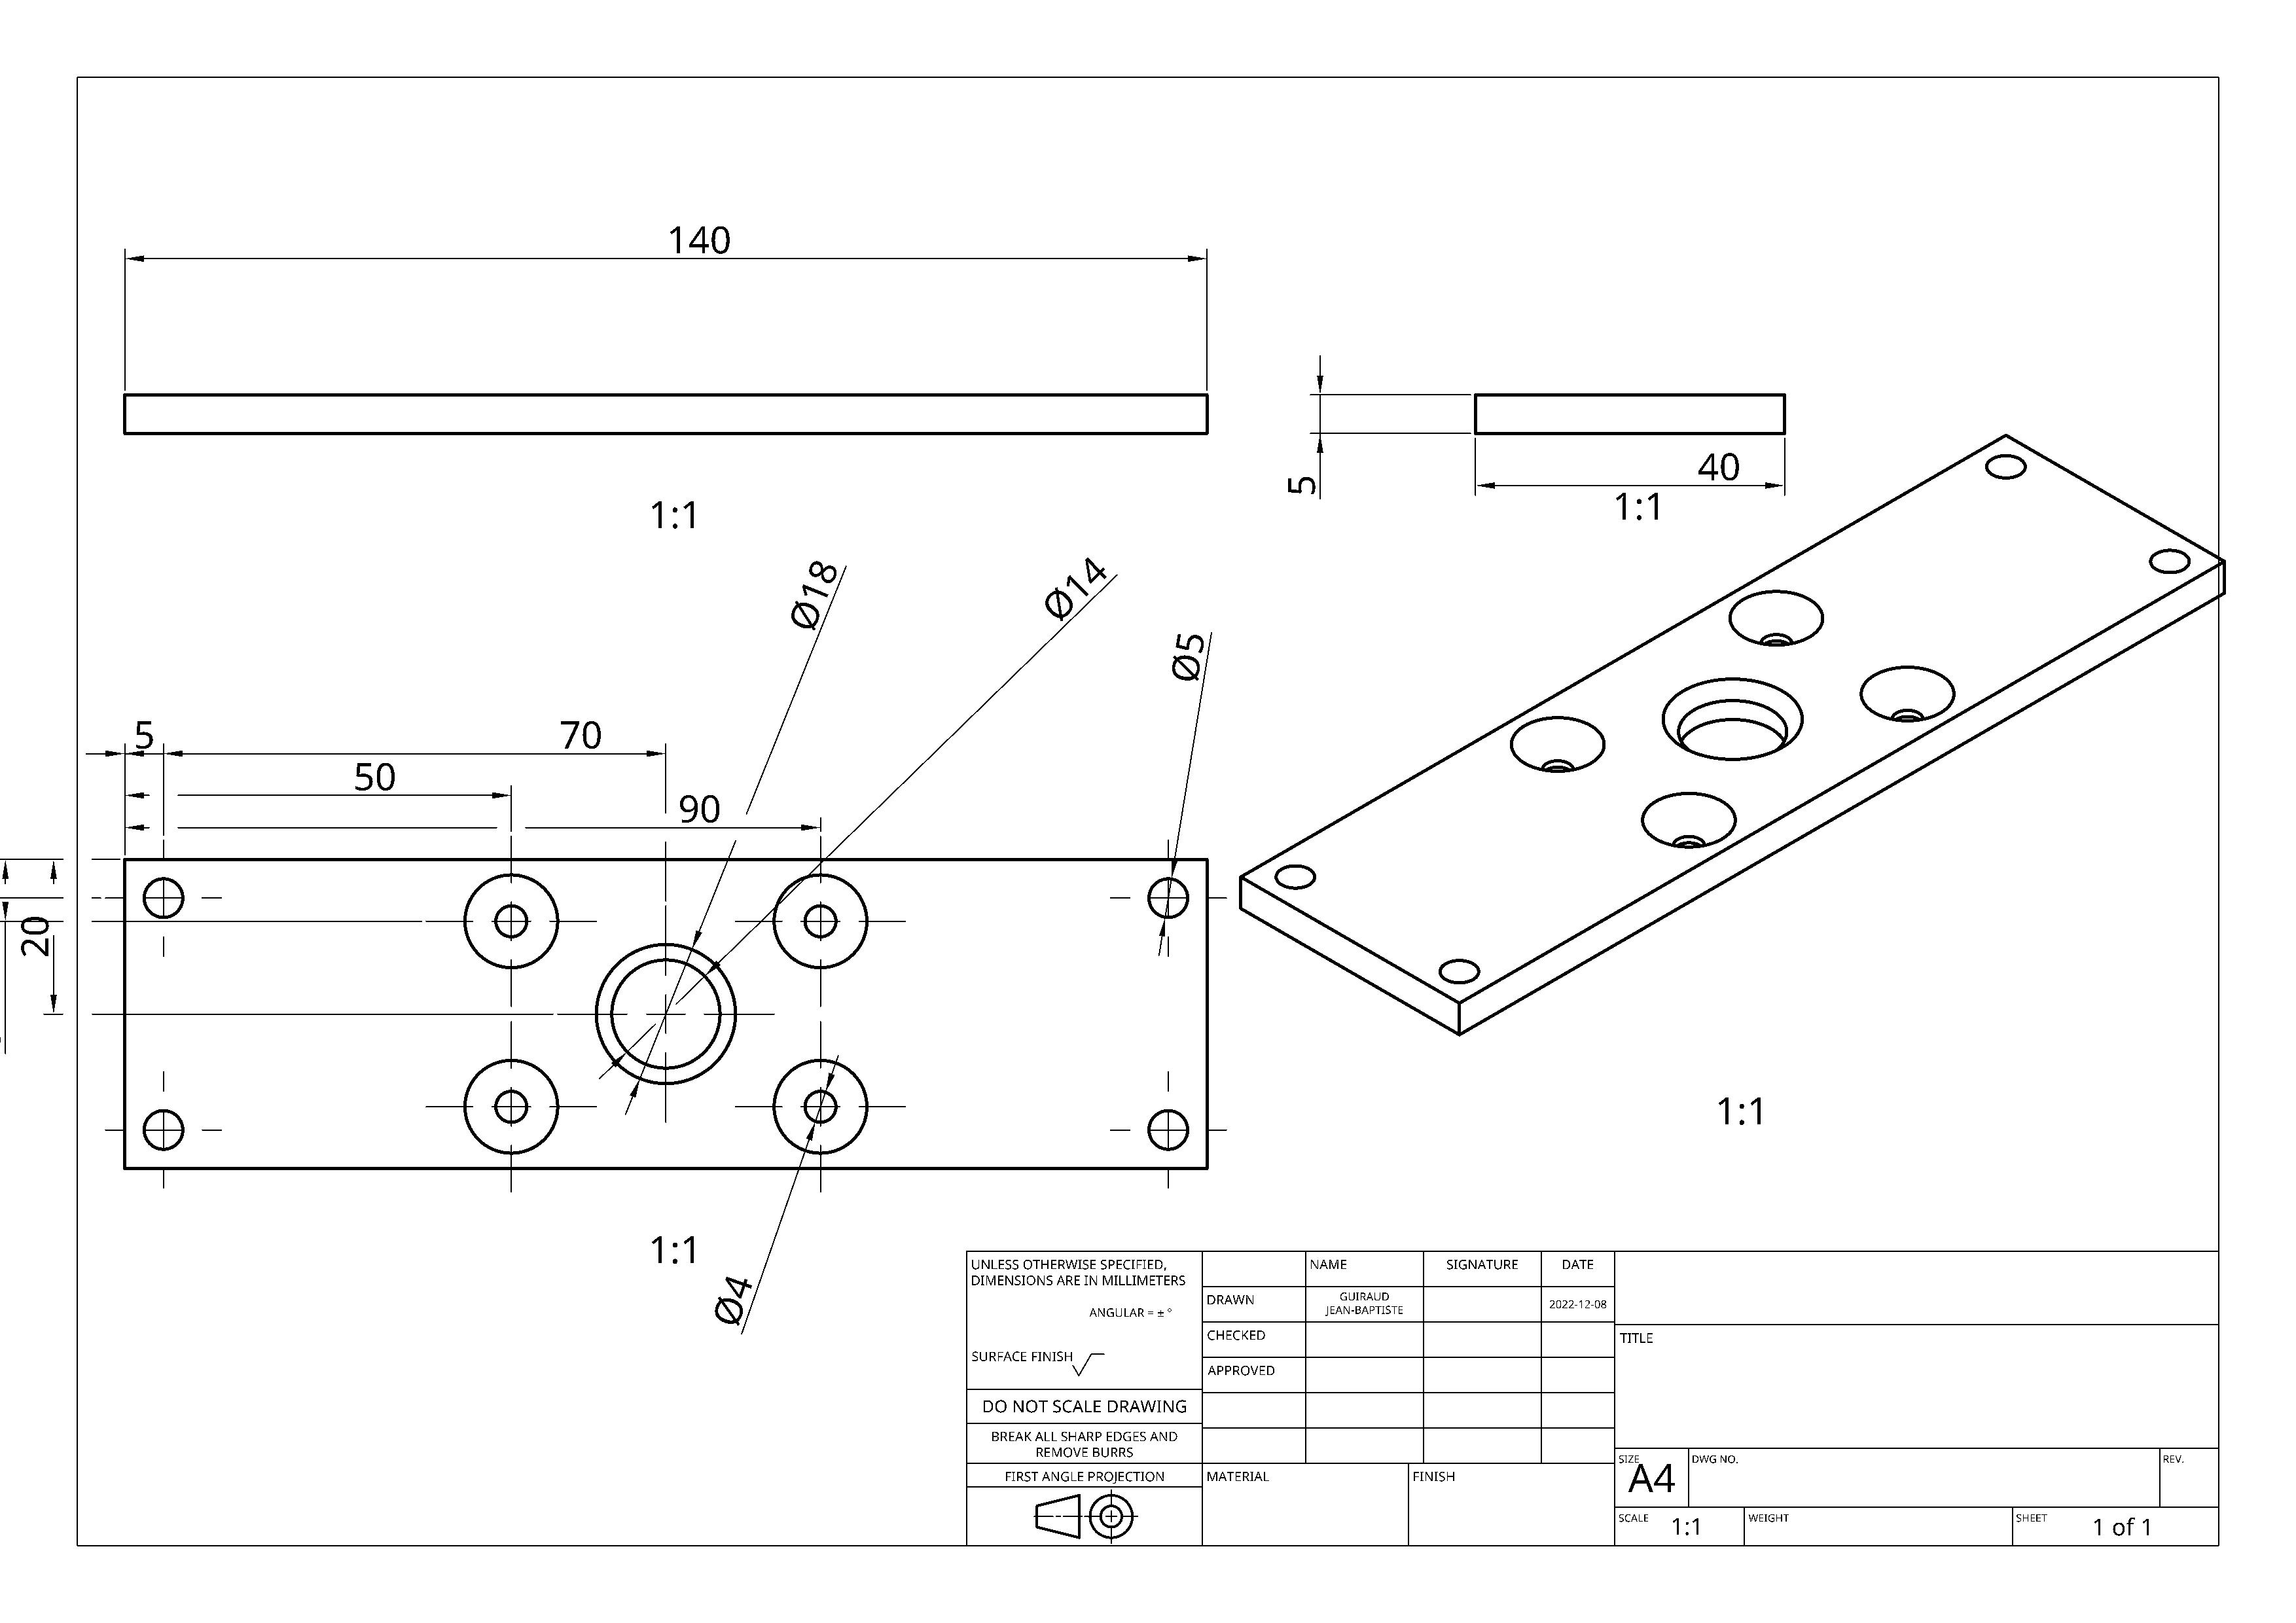 140
5
40
1:1
1:1
Ø18
Ø14
Ø5
5
70
50
90
20
1:1
1:1
Ø4
UNLESS OTHERWISE SPECIFIED,
DIMENSIONS ARE IN MILLIMETERS
ANGULAR = ± °
SURFACE FINISH
DO NOT SCALE DRAWING
BREAK ALL SHARP EDGES AND
REMOVE BURRS
FIRST ANGLE PROJECTION
NAME
SIGNATURE
DATE
DRAWN
GUIRAUD
JEAN-BAPTISTE
2022-12-08
CHECKED
APPROVED
MATERIAL
FINISH
TITLE
SIZE
A4
DWG NO.
REV.
SCALE
1:1
WEIGHT
SHEET
1 of 1